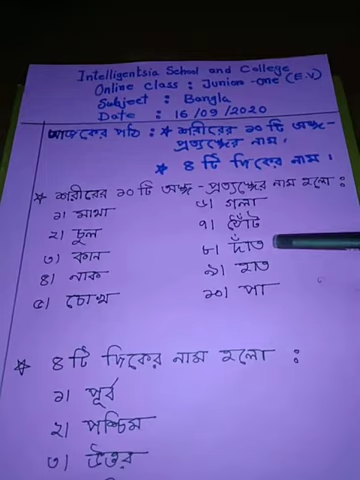 Intelligentsia School and College
Online Class : Junior-one (E.V)
Subject : Bangla
Date : 16/09/2020
আজকের পাঠ : * শরীরের ১০ টি অঙ্গ-
প্রত্যঙ্গের নাম।
* ৪ টি দিকের নাম।
* শরীরের ১০ টি অঙ্গ-প্রত্যঙ্গের নাম হলো :
১। মাথা
২। চুল
৩। কান
৪। নাক
৫। চোখ
৬। গলা
৭। ঠোঁট
৮। দাঁত
৯। হাত
১০। পা
* ৪ টি দিকের নাম হলো :
১। পূর্ব
২। পশ্চিম
৩। উত্তর